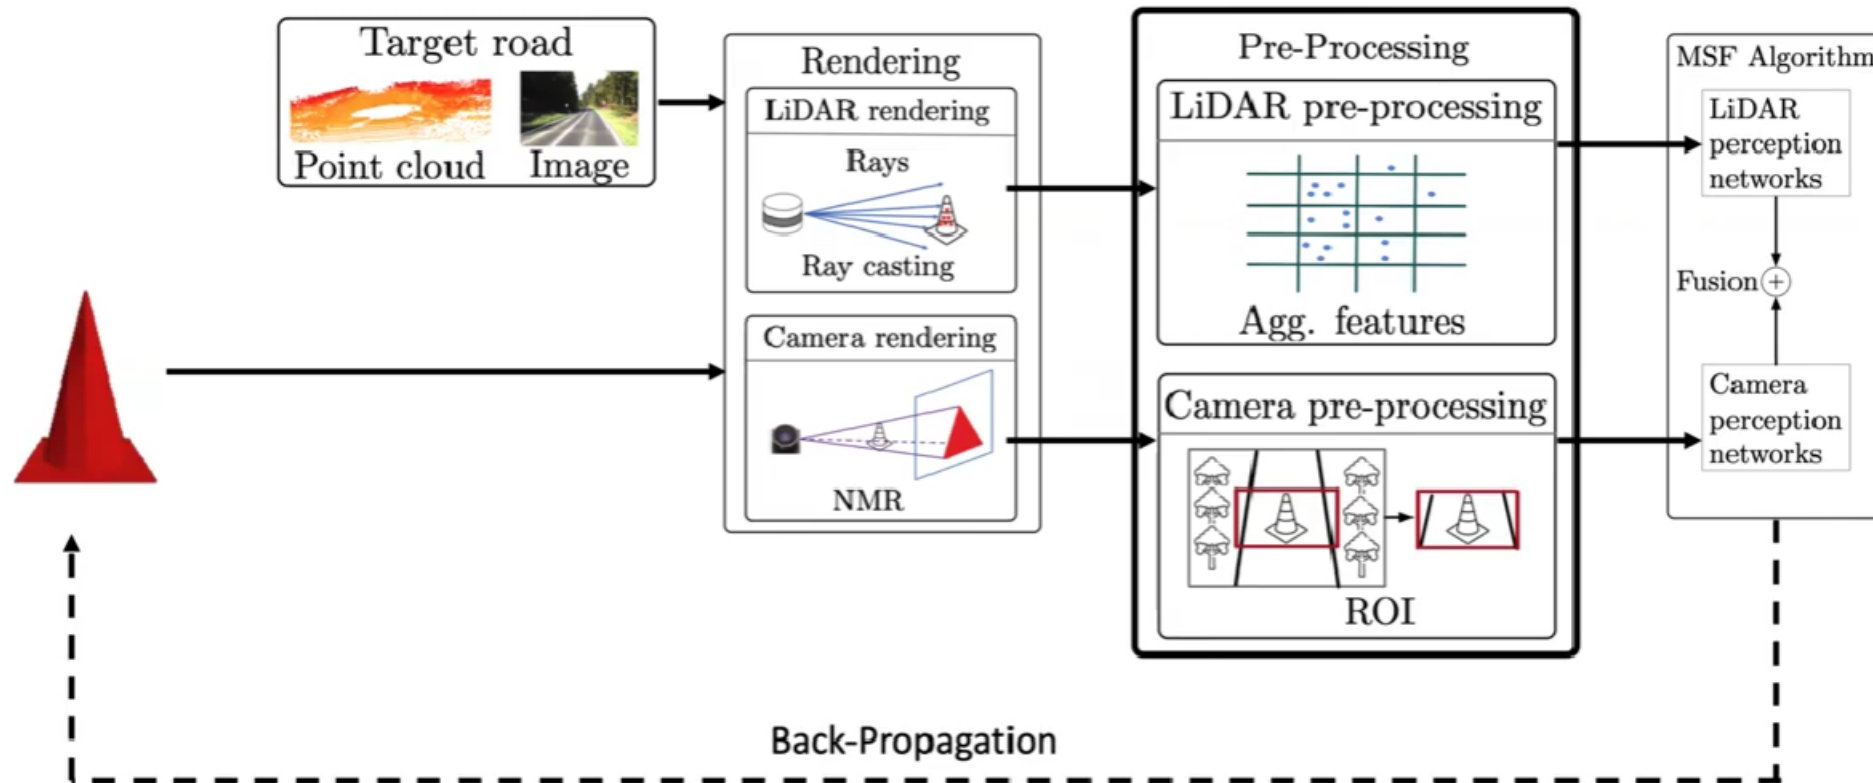 Target road
Point cloud
Image
Rendering
LiDAR rendering
Rays
Ray casting
Camera rendering
NMR
Pre-Processing
LiDAR pre-processing
Agg. features
Camera pre-processing
ROI
MSF Algorithm
LiDAR
perception
networks
Fusion
Camera
perception
networks
Back-Propagation